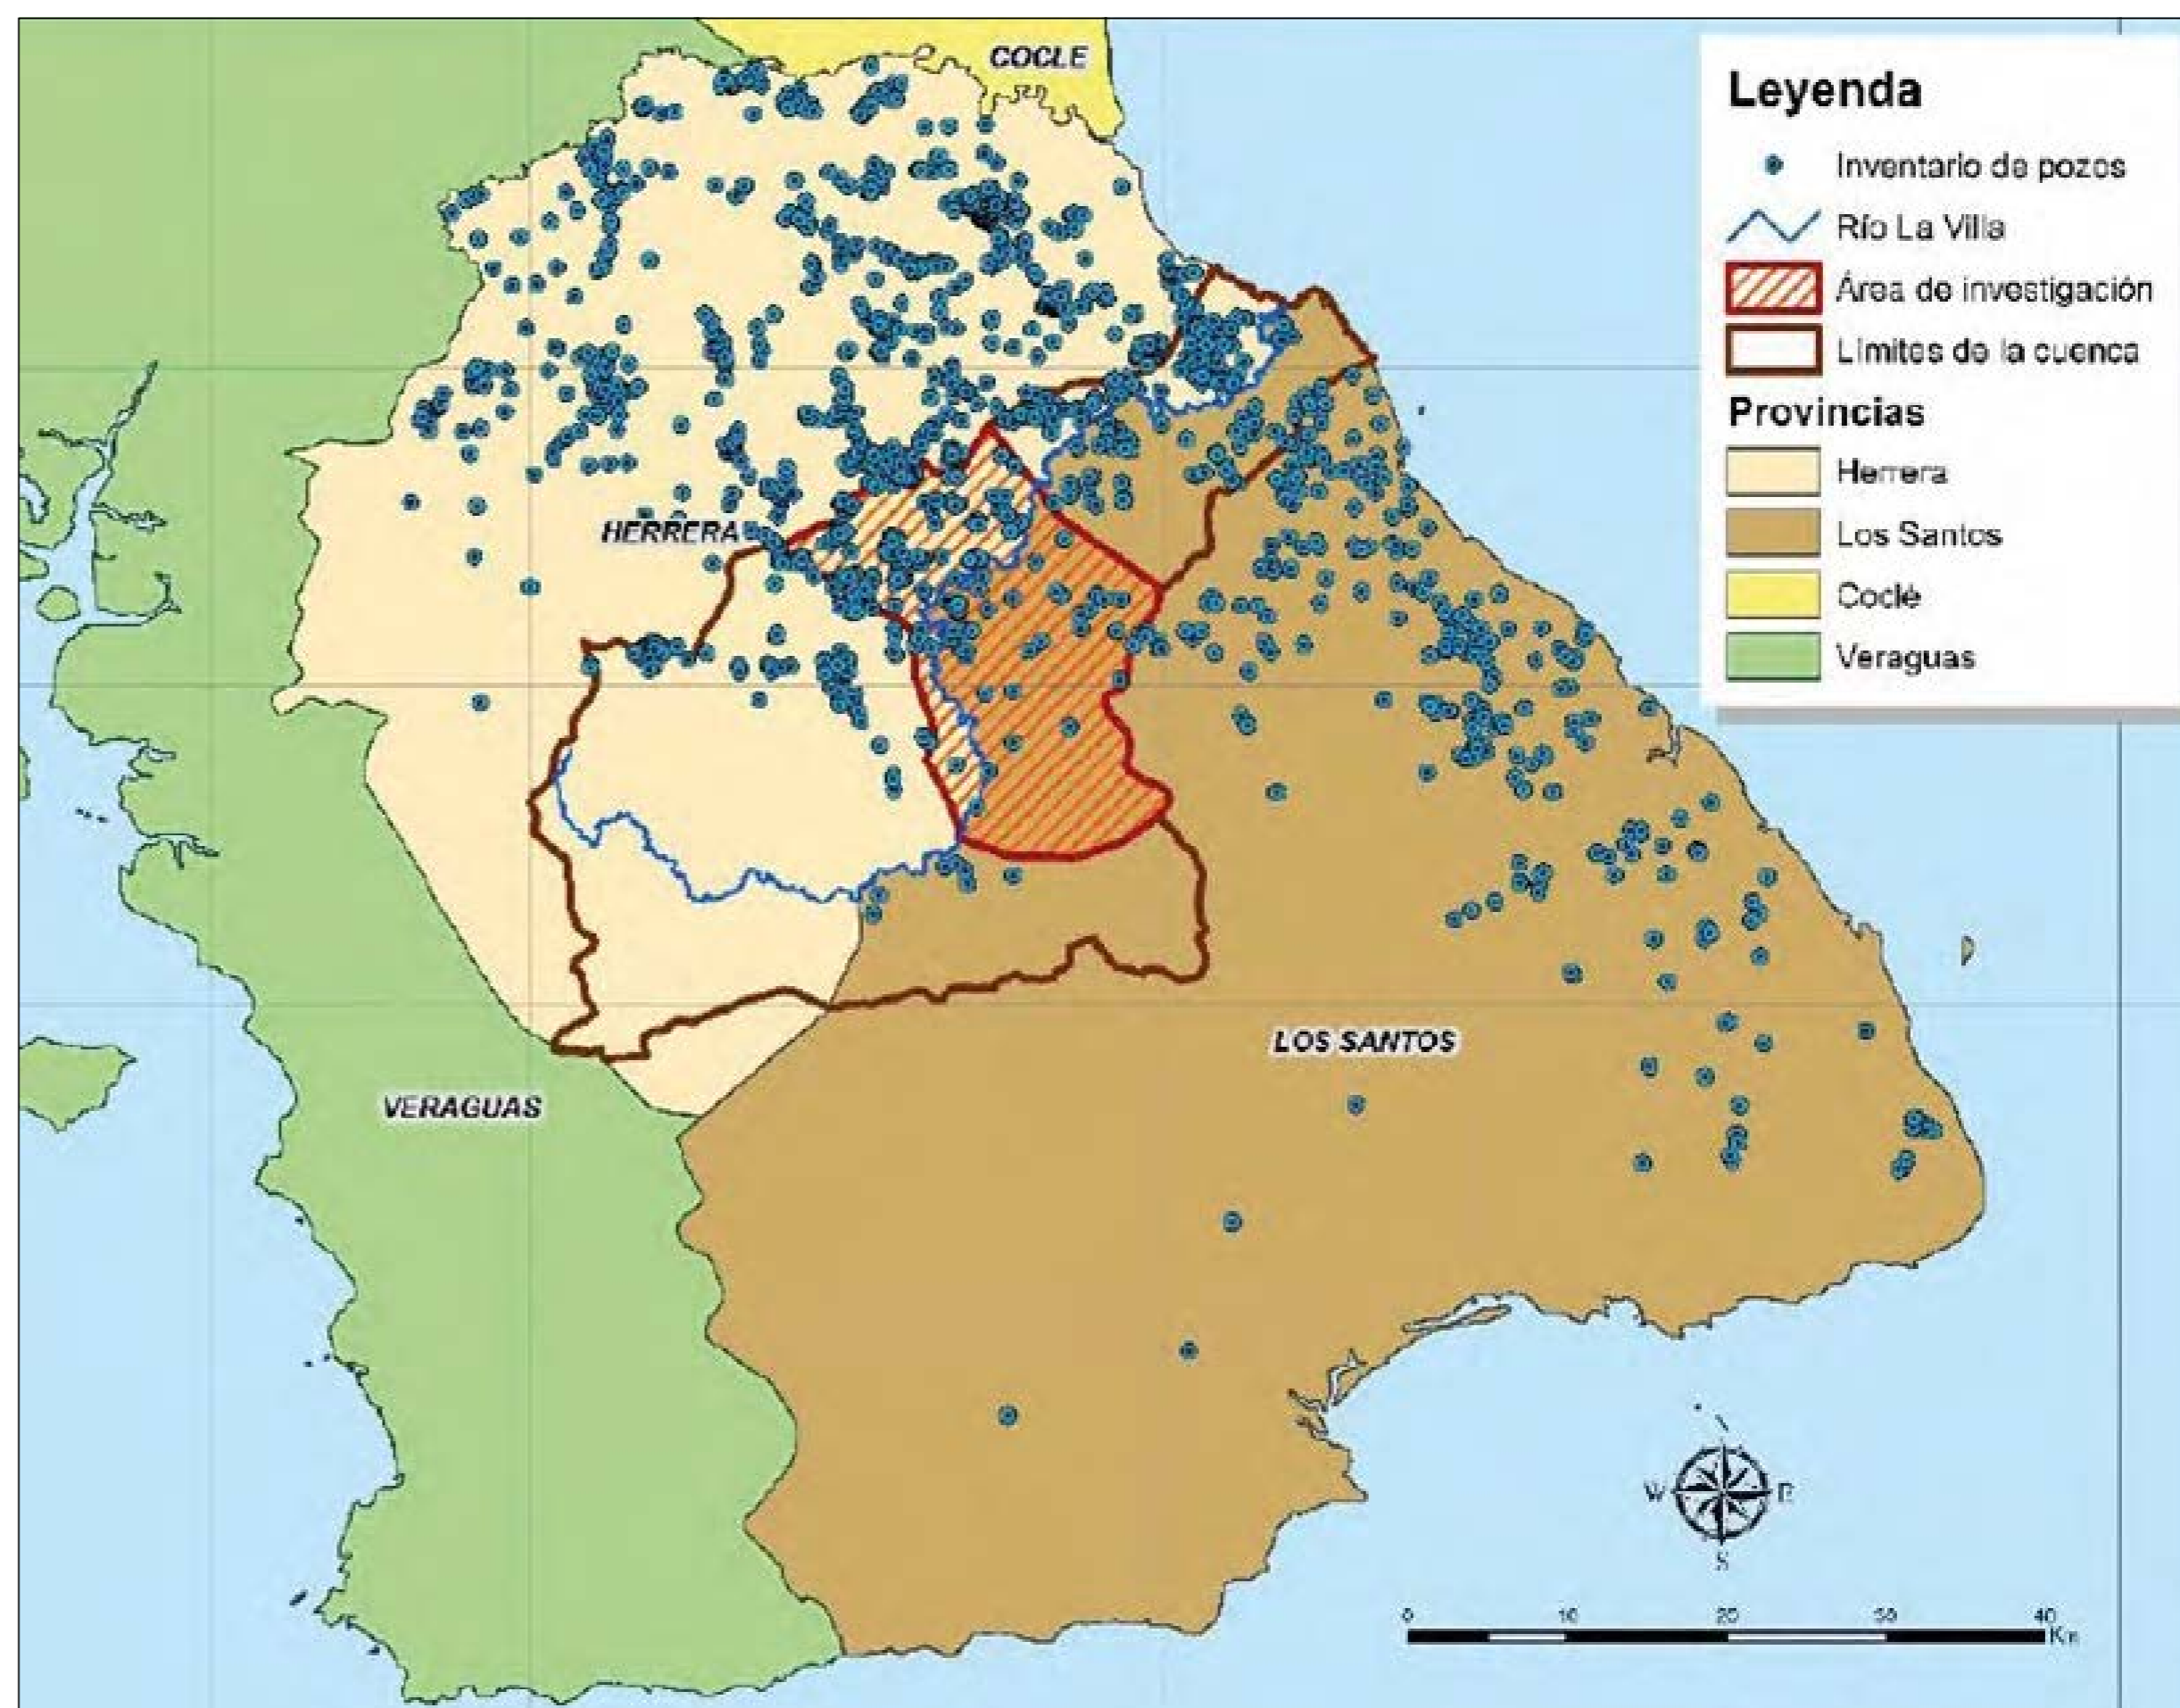 COCLE
HERRERA
LOS SANTOS
VERAGUAS
Leyenda
Inventario de pozos
Río La Villa
Área de investigación
Límites de la cuenca
Provincias
Herrera
Los Santos
Coclé
Veraguas
W
E
S
0 10 20 30 40
Km